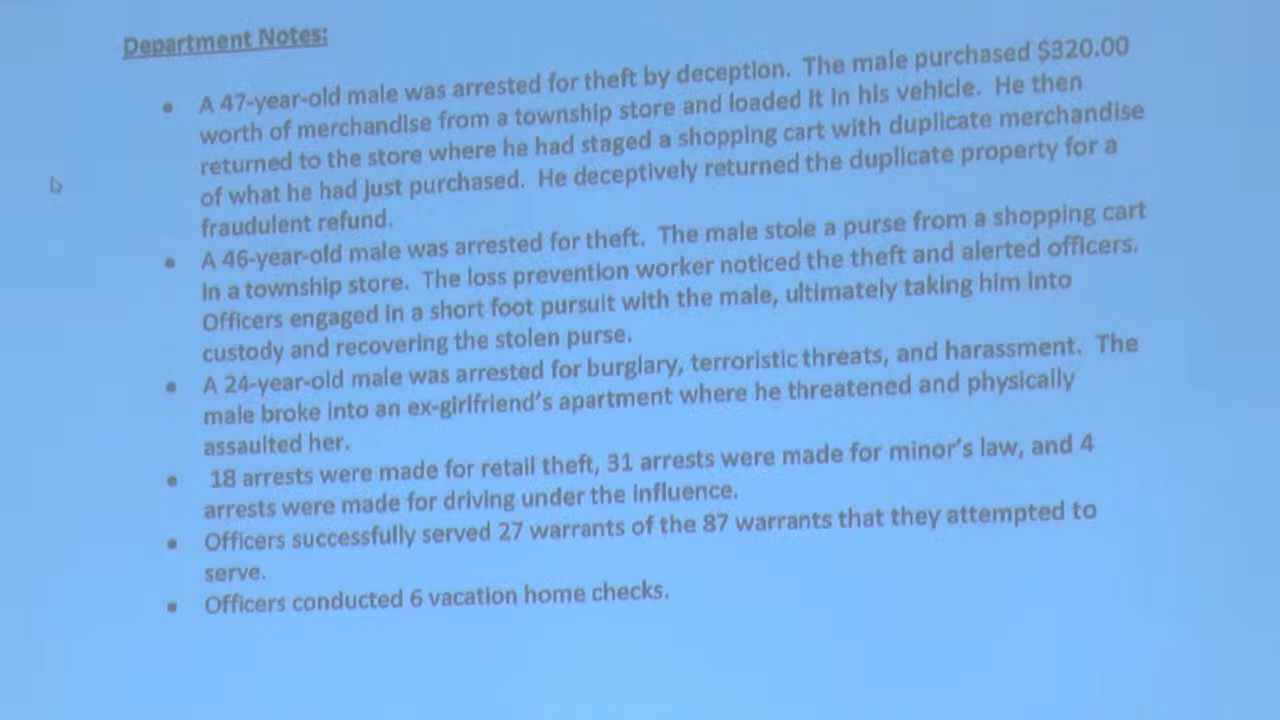 Department Notes:
• A 47-year-old male was arrested for theft by deception. The male purchased $320.00
worth of merchandise from a township store and loaded it in his vehicle. He then
returned to the store where he had staged a shopping cart with duplicate merchandise
of what he had just purchased. He deceptively returned the duplicate property for a
fraudulent refund.
• A 46-year-old male was arrested for theft. The male stole a purse from a shopping cart
in a township store. The loss prevention worker noticed the theft and alerted officers.
Officers engaged in a short foot pursuit with the male, ultimately taking him into
custody and recovering the stolen purse.
• A 24-year-old male was arrested for burglary, terroristic threats, and harassment. The
male broke into an ex-girlfriend's apartment where he threatened and physically
assaulted her.
• 18 arrests were made for retail theft, 31 arrests were made for minor's law, and 4
arrests were made for driving under the influence.
• Officers successfully served 27 warrants of the 87 warrants that they attempted to
serve.
• Officers conducted 6 vacation home checks.